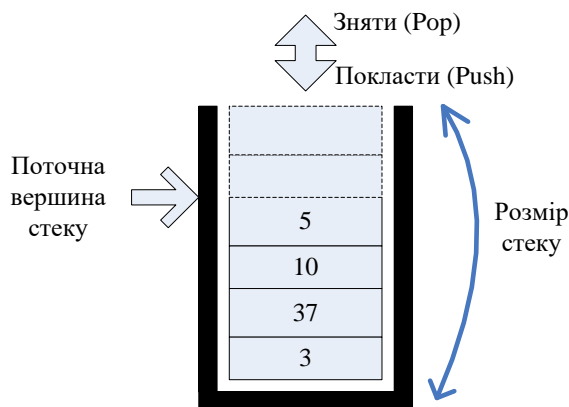 Зняти (Pop)
Покласти (Push)
Поточна
вершина
стеку
5
10
37
3
Розмір
стеку